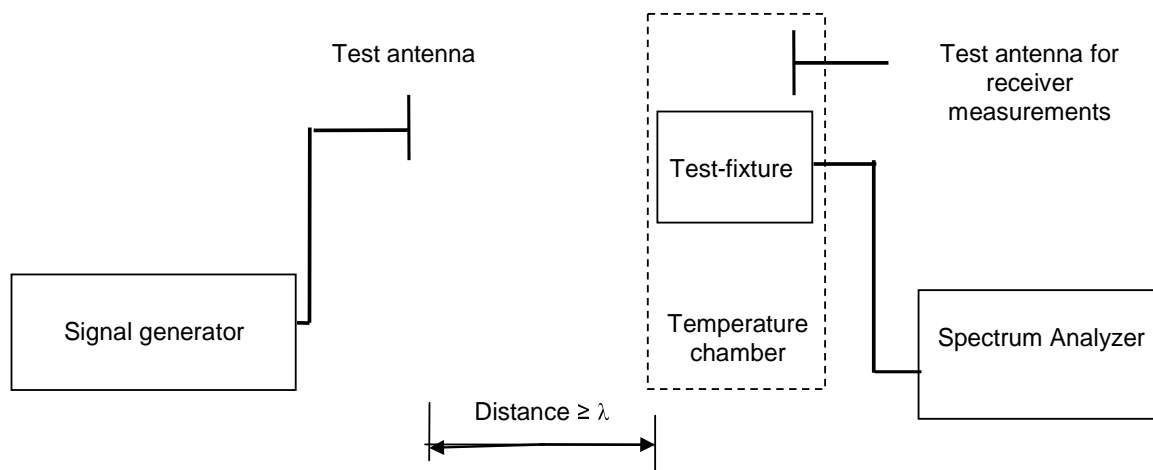 Test antenna
Test antenna for
receiver
measurements
Test-fixture
Signal generator
Temperature
chamber
Spectrum Analyzer
Distance ≥ λ